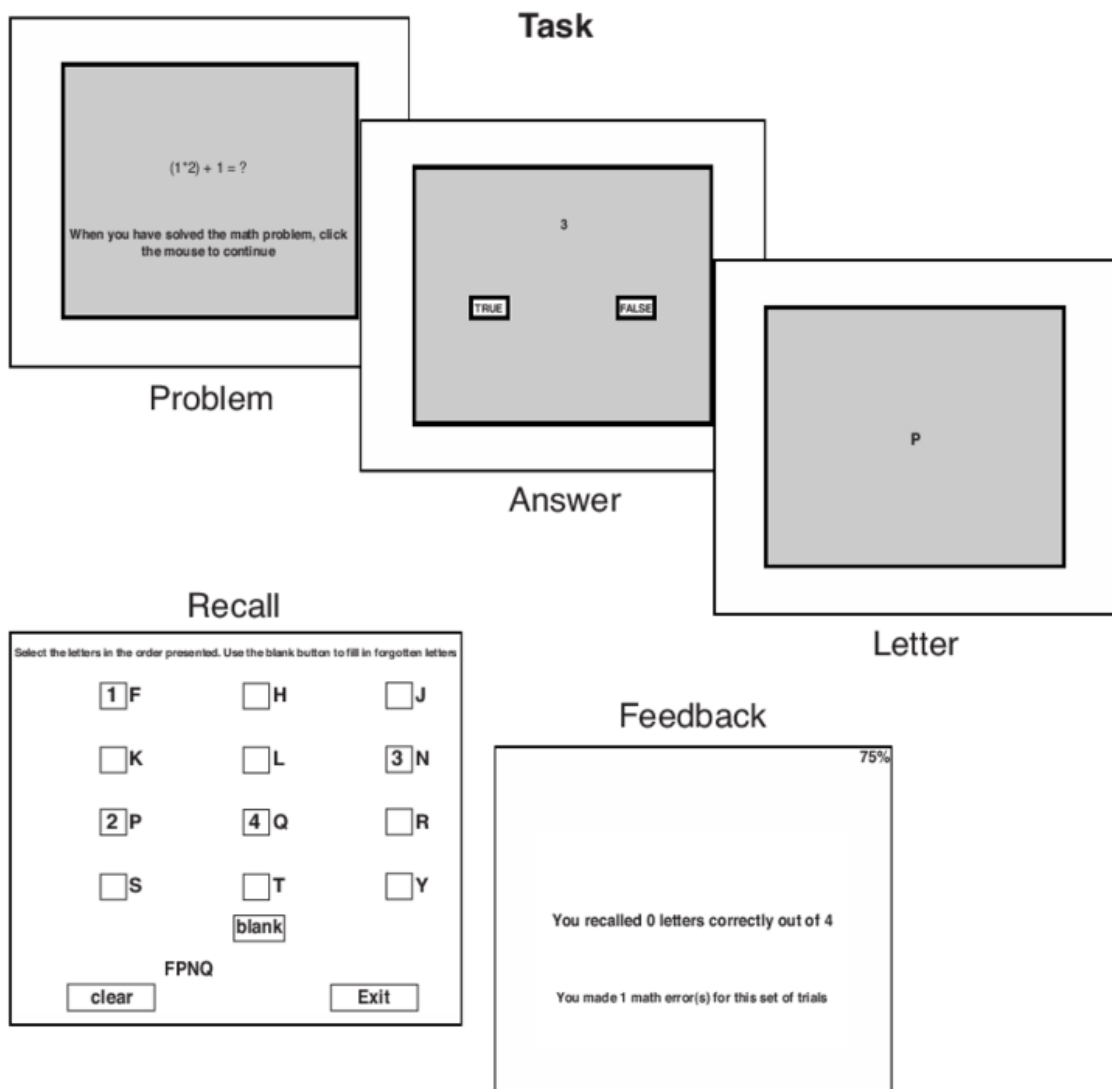 Task
(1*2) + 1 = ?
When you have solved the math problem, click
the mouse to continue
Problem
3
TRUE
FALSE
Answer
P
Letter
Recall
Select the letters in the order presented. Use the blank button to fill in forgotten letters
1 F
H
J
K
L
3 N
2 P
4 Q
R
S
T
Y
blank
FPNQ
clear
Exit
Feedback
75%
You recalled 0 letters correctly out of 4
You made 1 math error(s) for this set of trials